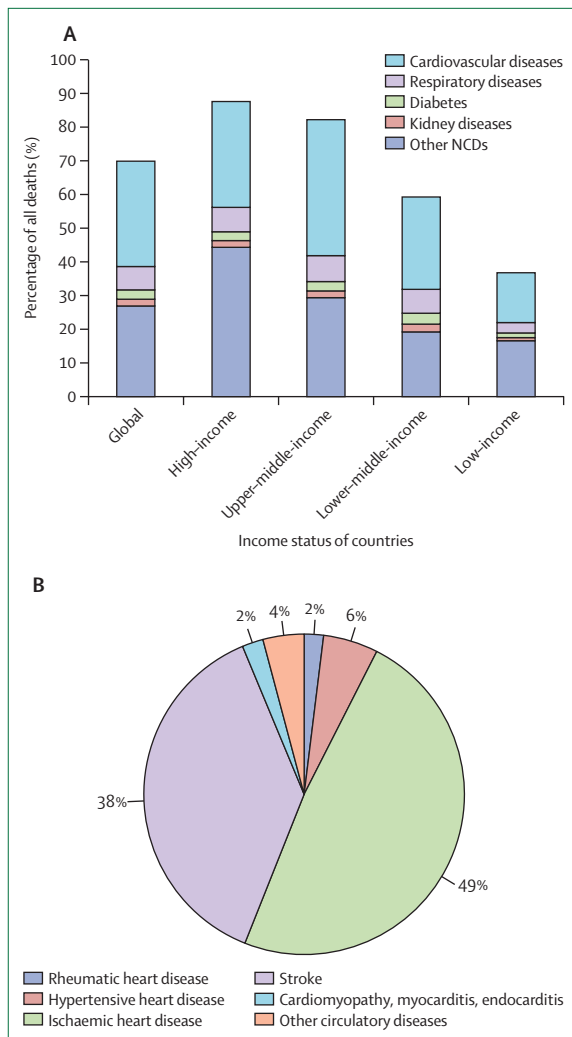 A
Cardiovascular diseases
Respiratory diseases
Diabetes
Kidney diseases
Other NCDs
Percentage of all deaths (%)
100
90
80
70
60
50
40
30
20
10
0
Global
High-income
Upper-middle-income
Lower-middle-income
Low-income
Income status of countries
B
2%
4%
2%
6%
38%
49%
Rheumatic heart disease
Hypertensive heart disease
Ischaemic heart disease
Stroke
Cardiomyopathy, myocarditis, endocarditis
Other circulatory diseases